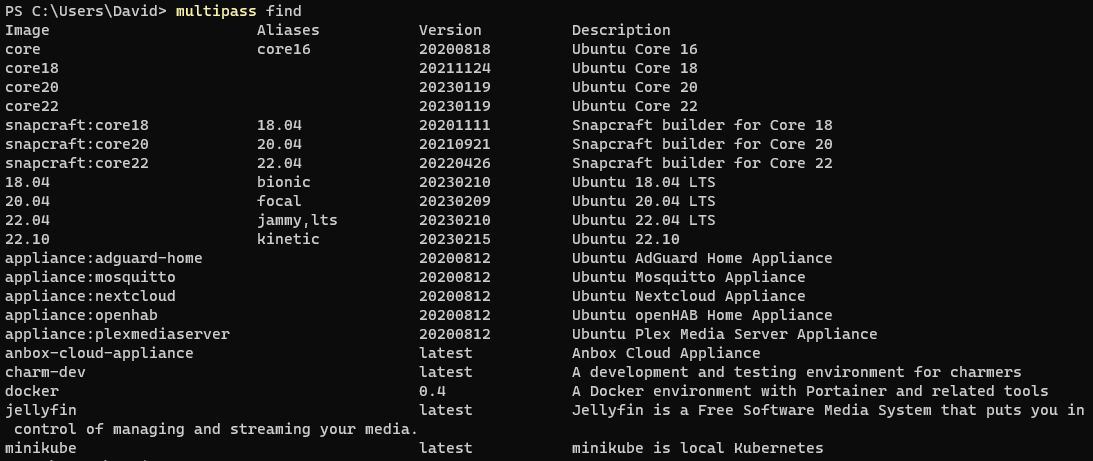 PS C:\Users\David> multipass find
Image Aliases Version Description
core core16 20200818 Ubuntu Core 16
core18 20211124 Ubuntu Core 18
core20 20230119 Ubuntu Core 20
core22 20230119 Ubuntu Core 22
snapcraft:core18 18.04 20201111 Snapcraft builder for Core 18
snapcraft:core20 20.04 20210921 Snapcraft builder for Core 20
snapcraft:core22 22.04 20220426 Snapcraft builder for Core 22
18.04 bionic 20230210 Ubuntu 18.04 LTS
20.04 focal 20230209 Ubuntu 20.04 LTS
22.04 jammy,lts 20230210 Ubuntu 22.04 LTS
22.10 kinetic 20230215 Ubuntu 22.10
appliance:adguard-home 20200812 Ubuntu AdGuard Home Appliance
appliance:mosquitto 20200812 Ubuntu Mosquitto Appliance
appliance:nextcloud 20200812 Ubuntu Nextcloud Appliance
appliance:openhab 20200812 Ubuntu openHAB Home Appliance
appliance:plexmediaserver 20200812 Ubuntu Plex Media Server Appliance
anbox-cloud-appliance latest Anbox Cloud Appliance
charm-dev latest A development and testing environment for charmers
docker 0.4 A Docker environment with Portainer and related tools
jellyfin latest Jellyfin is a Free Software Media System that puts you in
control of managing and streaming your media.
minikube latest minikube is local Kubernetes